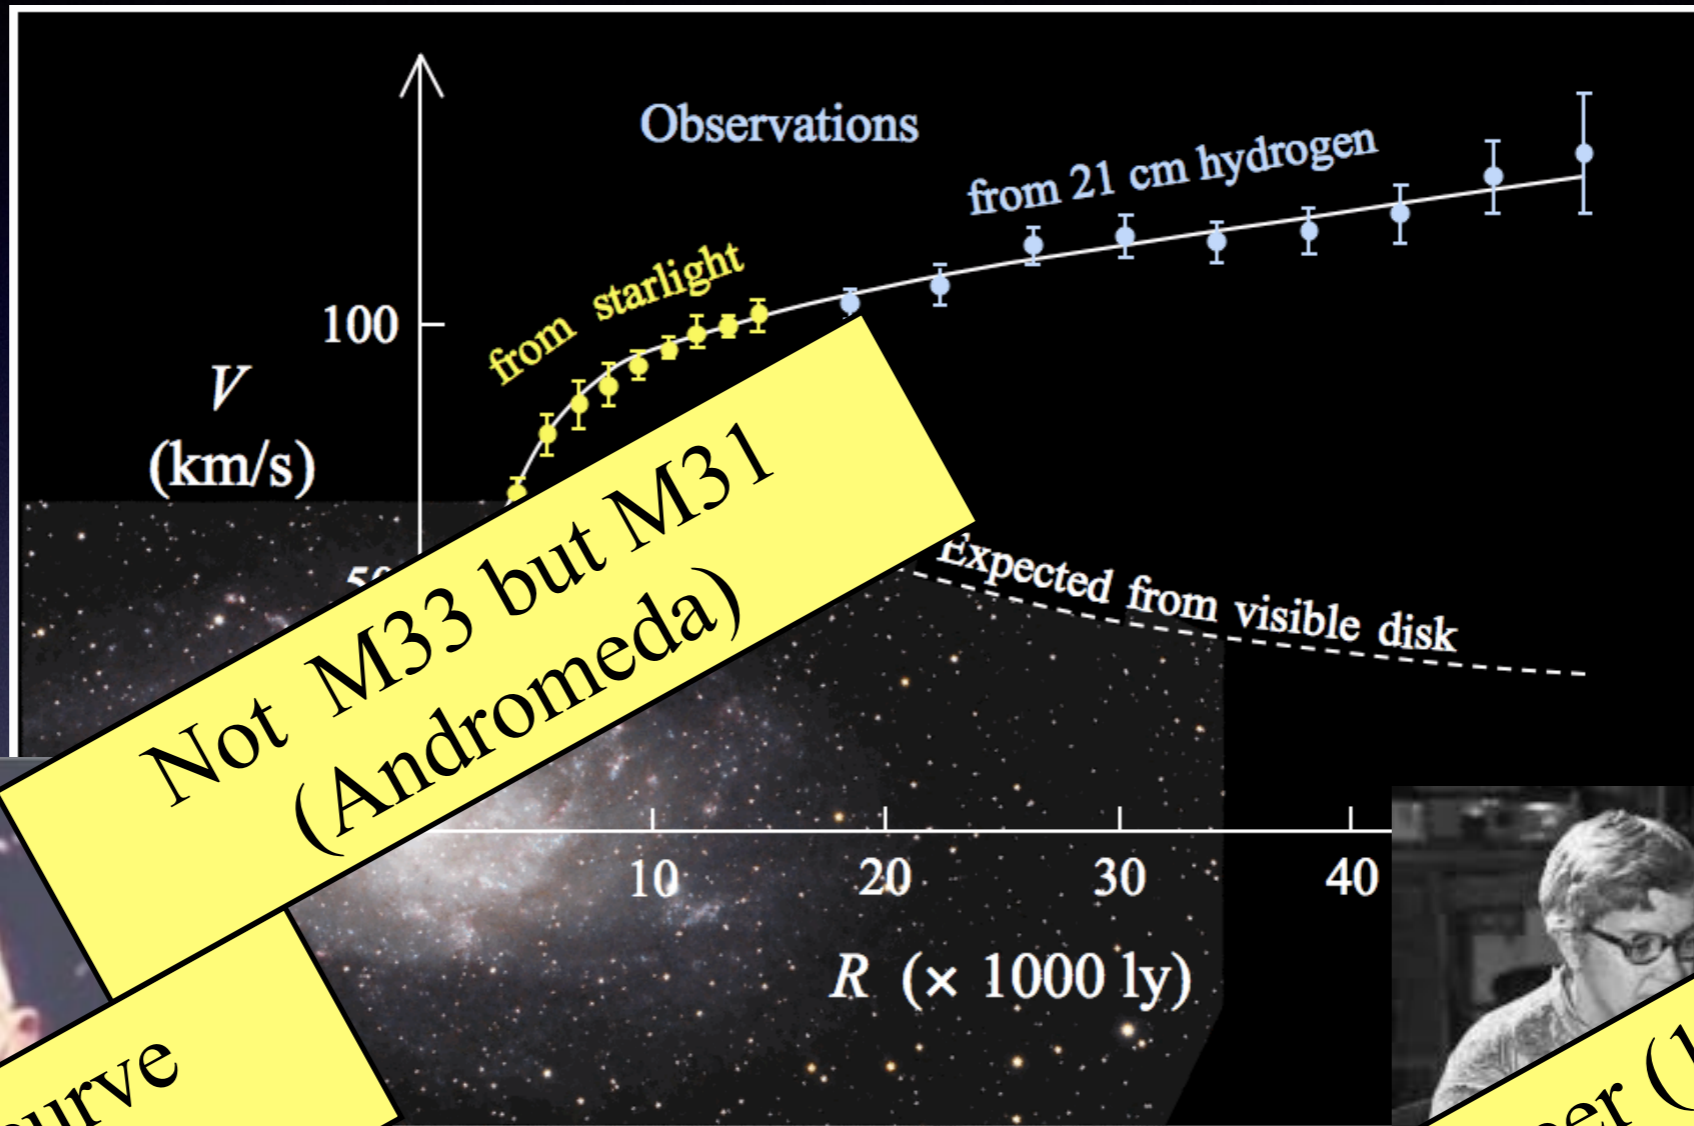 Observations
from 21 cm hydrogen
from starlight
100
V
(km/s)
Not M33 but M31
(Andromeda)
Expected from visible disk
10
20
30
40
R (× 1000 ly)
curve